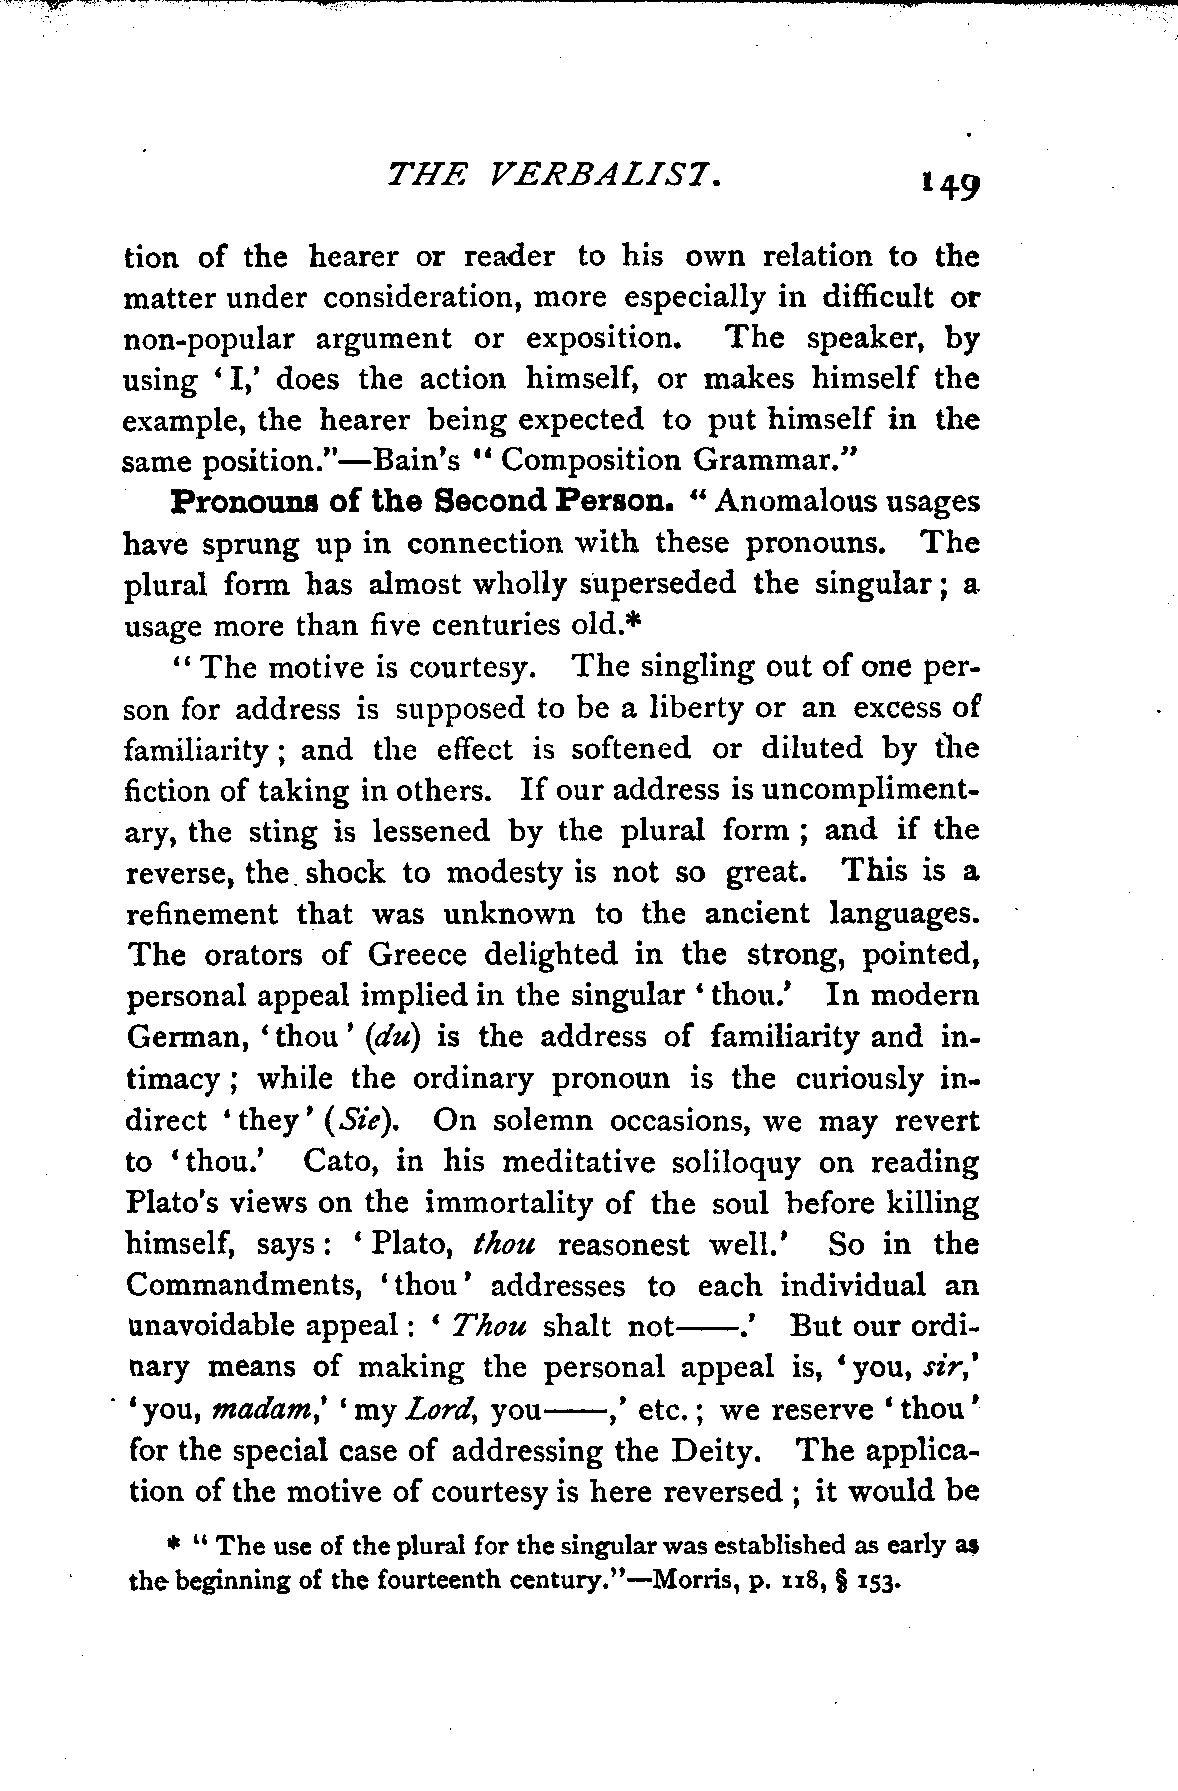 THE VERBALIST. 149
tion of the hearer or reader to his own relation to the
matter under consideration, more especially in difficult or
non-popular argument or exposition. The speaker, by
using ‘I,’ does the action himself, or makes himself the
example, the hearer being expected to put himself in the
same position.”—Bain’s “Composition Grammar.”
Pronouns of the Second Person. “Anomalous usages
have sprung up in connection with these pronouns. The
plural form has almost wholly superseded the singular; a
usage more than five centuries old.*
“The motive is courtesy. The singling out of one per-
son for address is supposed to be a liberty or an excess of
familiarity; and the effect is softened or diluted by the
fiction of taking in others. If our address is uncompliment-
ary, the sting is lessened by the plural form; and if the
reverse, the shock to modesty is not so great. This is a
refinement that was unknown to the ancient languages.
The orators of Greece delighted in the strong, pointed,
personal appeal implied in the singular ‘thou.’ In modern
German, ‘thou’ (du) is the address of familiarity and in-
timacy; while the ordinary pronoun is the curiously in-
direct ‘they’ (Sie). On solemn occasions, we may revert
to ‘thou.’ Cato, in his meditative soliloquy on reading
Plato’s views on the immortality of the soul before killing
himself, says: ‘Plato, thou reasonest well.’ So in the
Commandments, ‘thou’ addresses to each individual an
unavoidable appeal: ‘Thou shalt not——.’ But our ordi-
nary means of making the personal appeal is, ‘you, sir,’
‘you, madam,’ ‘my Lord, you——,’ etc.; we reserve ‘thou’
for the special case of addressing the Deity. The applica-
tion of the motive of courtesy is here reversed; it would be
* “The use of the plural for the singular was established as early as
the beginning of the fourteenth century.”—Morris, p. 118, § 153.